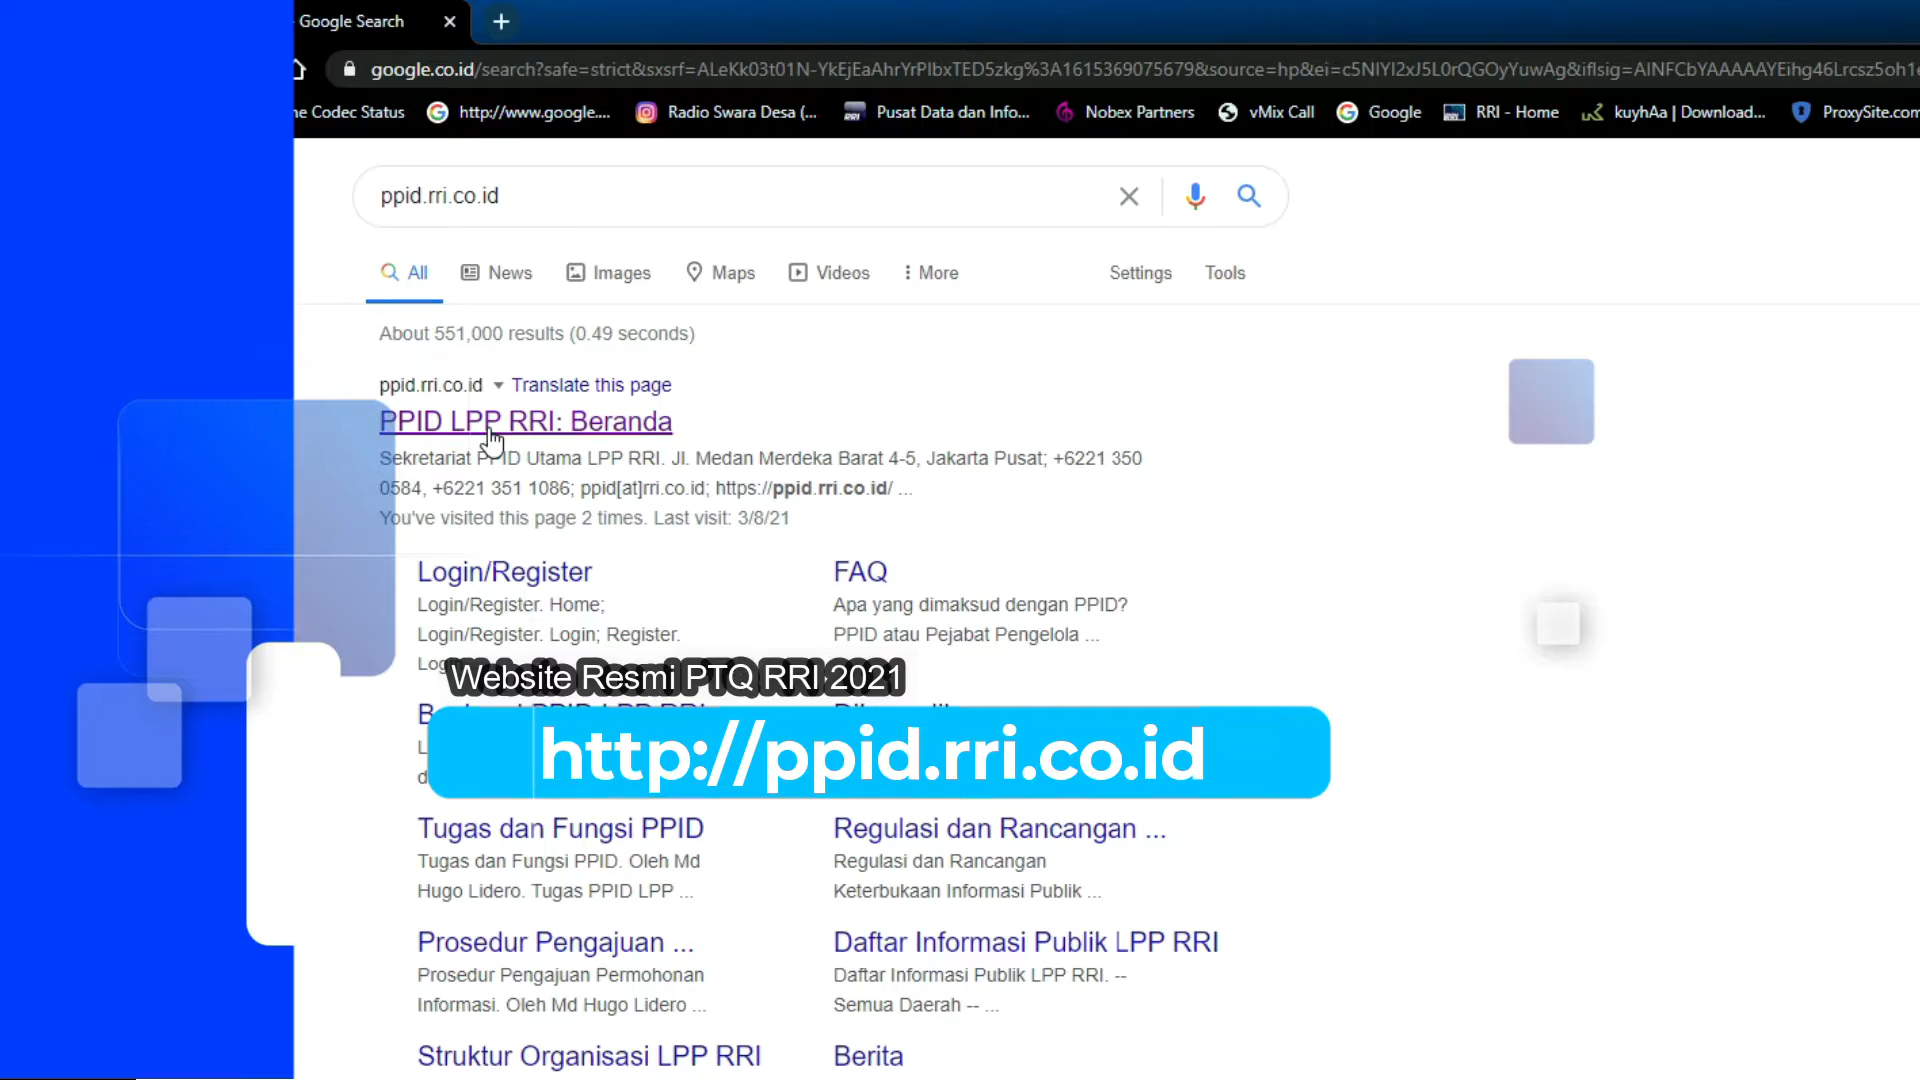 Google Search
google.co.id/search?safe=strict&sxsrf=ALeKk03t01N-YkEjEaAhrYrPlbxTED5zkg%3A1615369075679&source=hp&ei=c5NIYI2xJ5L0rQGOyYuwAg&iflsig=AINFCbYAAAAAYEihg46Lrcsz5oh1
Codec Status http://www.google.... Radio Swara Desa (... Pusat Data dan Info... Nobex Partners vMix Call Google RRI - Home kuyhAa | Download... ProxySite.com
ppid.rri.co.id
All News Images Maps Videos More Settings Tools
About 551,000 results (0.49 seconds)
ppid.rri.co.id Translate this page
PPID LPP RRI: Beranda
Sekretariat PPID Utama LPP RRI. Jl. Medan Merdeka Barat 4-5, Jakarta Pusat; +6221 350
0584, +6221 351 1086; ppid[at]rri.co.id; https://ppid.rri.co.id/ ...
You've visited this page 2 times. Last visit: 3/8/21
Login/Register
Login/Register. Home;
Login/Register. Login; Register.
FAQ
Apa yang dimaksud dengan PPID?
PPID atau Pejabat Pengelola ...
Website Resmi PTQ RRI 2021
http://ppid.rri.co.id
Tugas dan Fungsi PPID
Tugas dan Fungsi PPID. Oleh Md
Hugo Lidero. Tugas PPID LPP ...
Regulasi dan Rancangan ...
Regulasi dan Rancangan
Keterbukaan Informasi Publik ...
Prosedur Pengajuan ...
Prosedur Pengajuan Permohonan
Informasi. Oleh Md Hugo Lidero ...
Daftar Informasi Publik LPP RRI
Daftar Informasi Publik LPP RRI. --
Semua Daerah -- ...
Struktur Organisasi LPP RRI
Berita